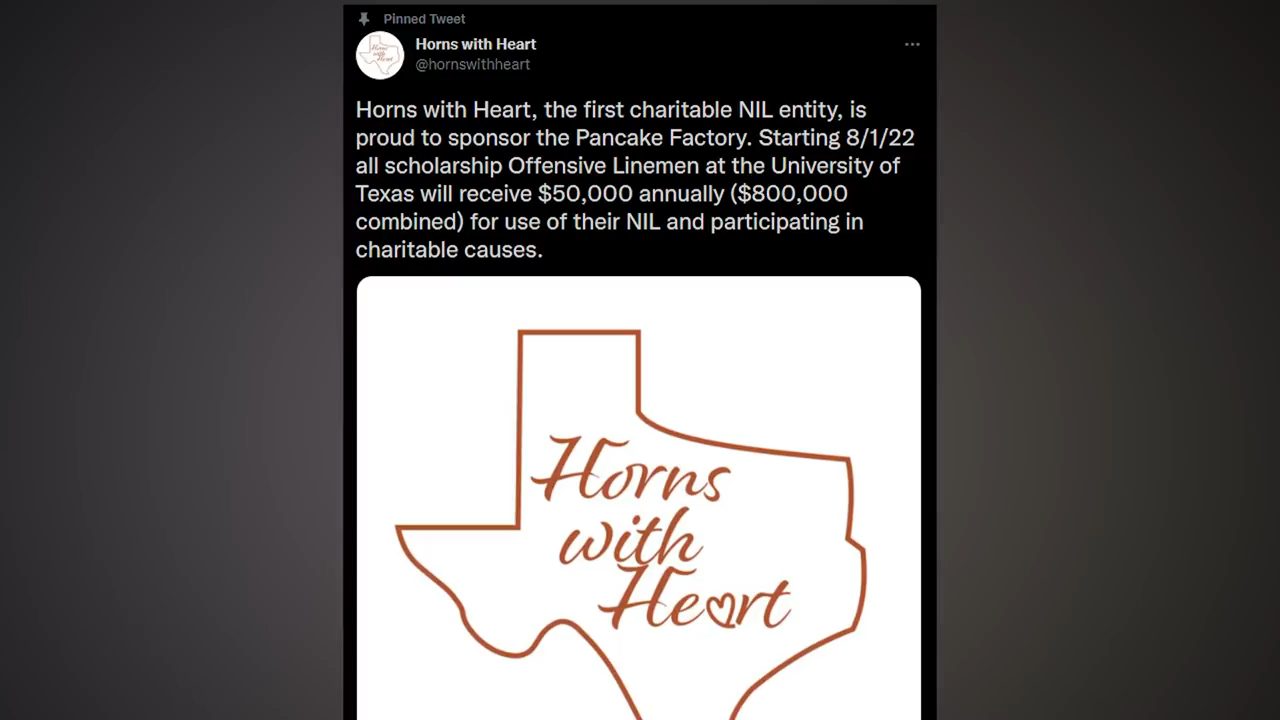 Pinned Tweet
Horns with Heart
@hornswithheart
Horns with Heart, the first charitable NIL entity, is
proud to sponsor the Pancake Factory. Starting 8/1/22
all scholarship Offensive Linemen at the University of
Texas will receive $50,000 annually ($800,000
combined) for use of their NIL and participating in
charitable causes.
Horns
with
Heart